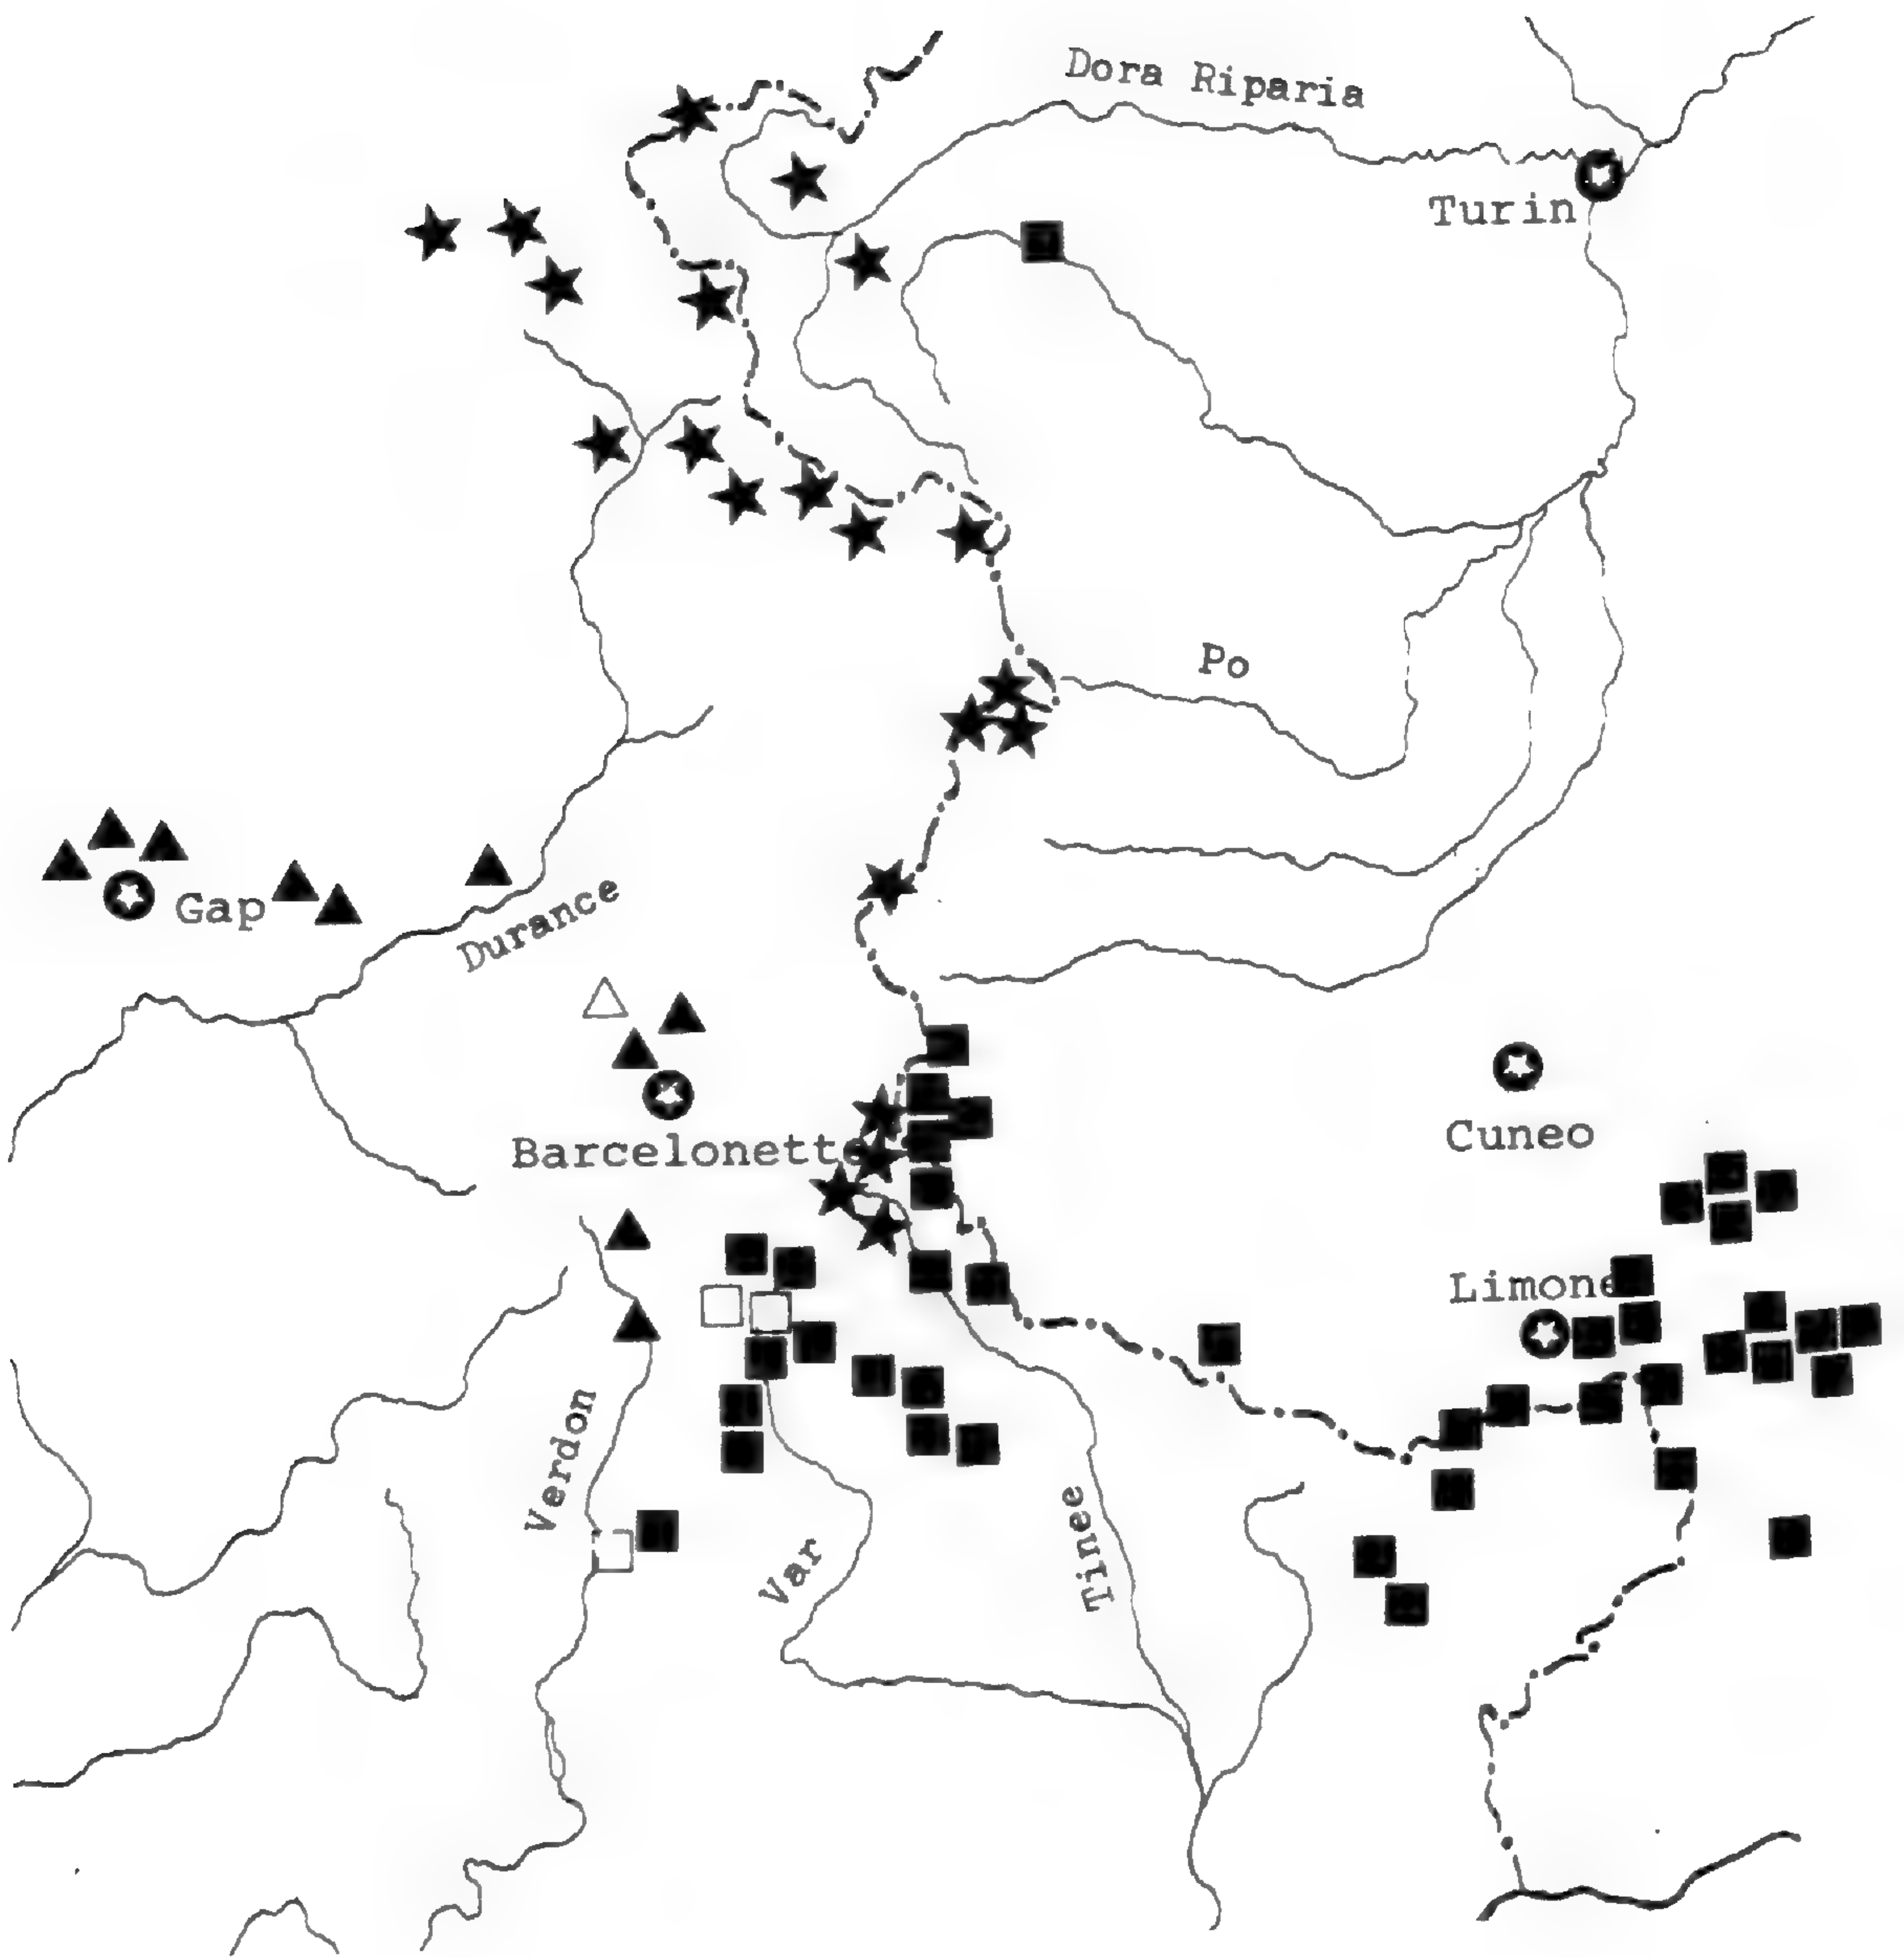 Dora Riparia
Turin
Po
Gap
Durance
Barcelonette
Cuneo
Limone
Verdon
Var
Tinee